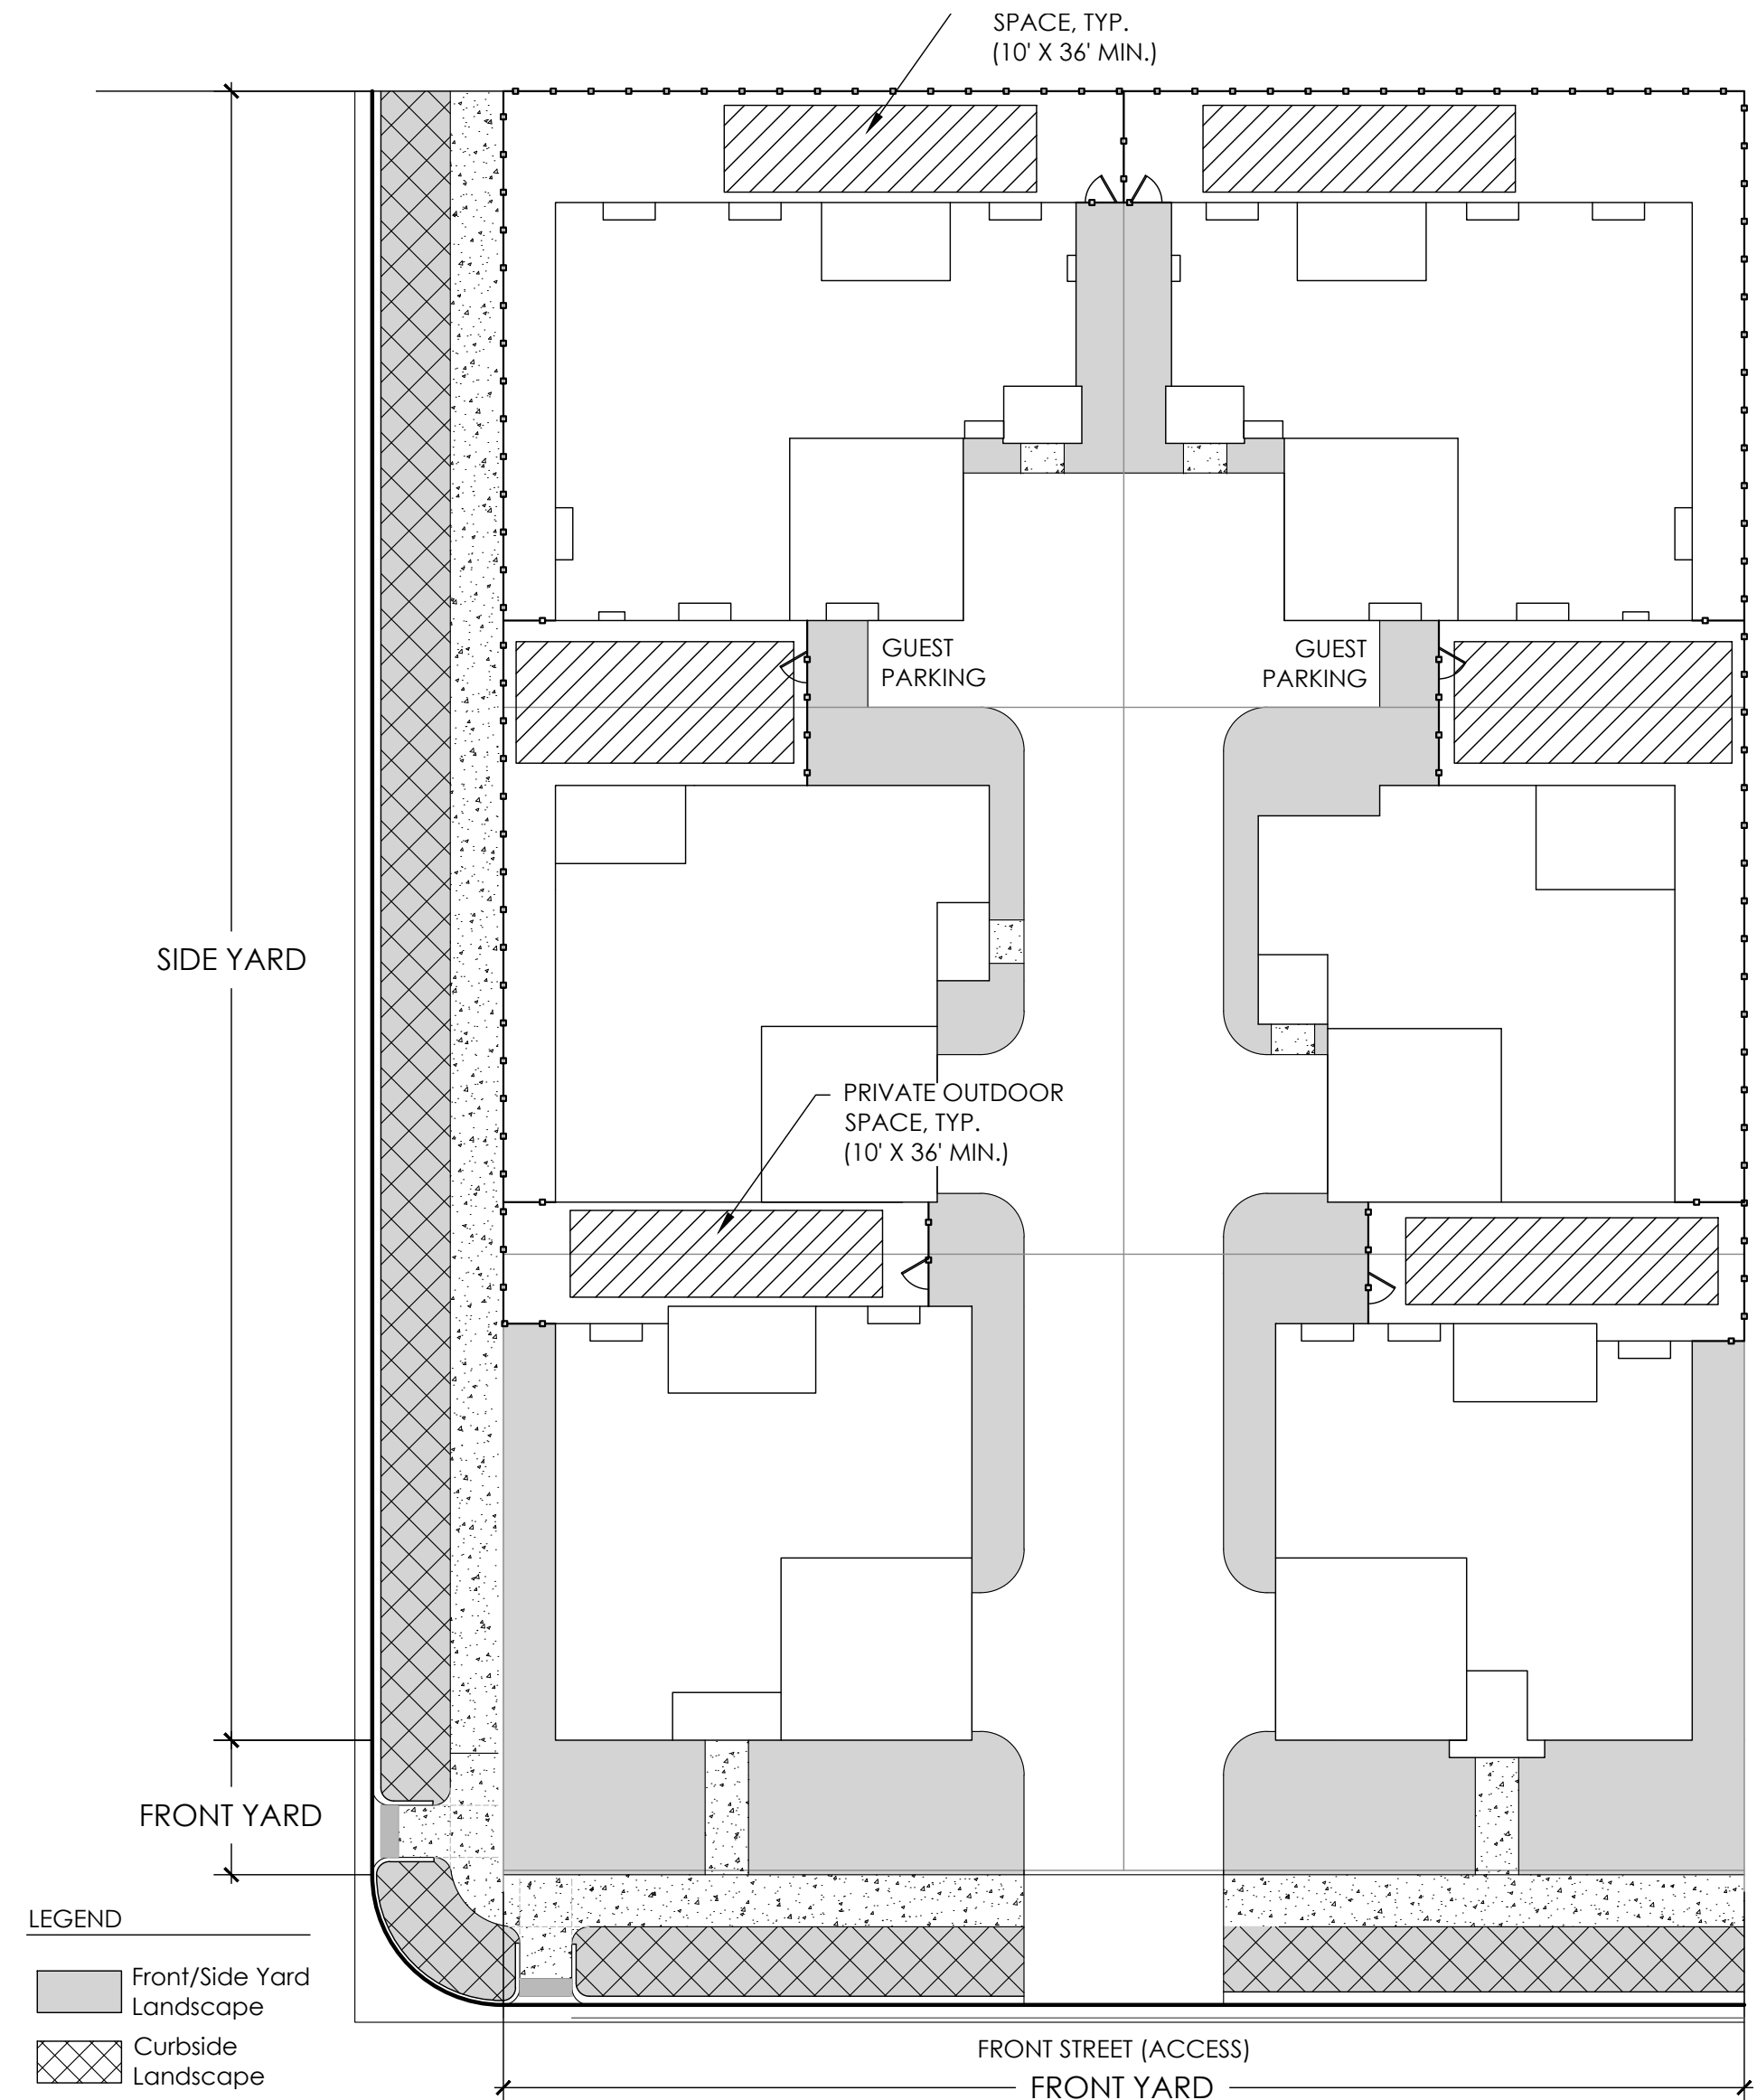 SPACE, TYP.
(10' X 36' MIN.)
GUEST
PARKING
GUEST
PARKING
SIDE YARD
PRIVATE OUTDOOR
SPACE, TYP.
(10' X 36' MIN.)
FRONT YARD
LEGEND
Front/Side Yard
Landscape
Curbside
Landscape
FRONT STREET (ACCESS)
FRONT YARD